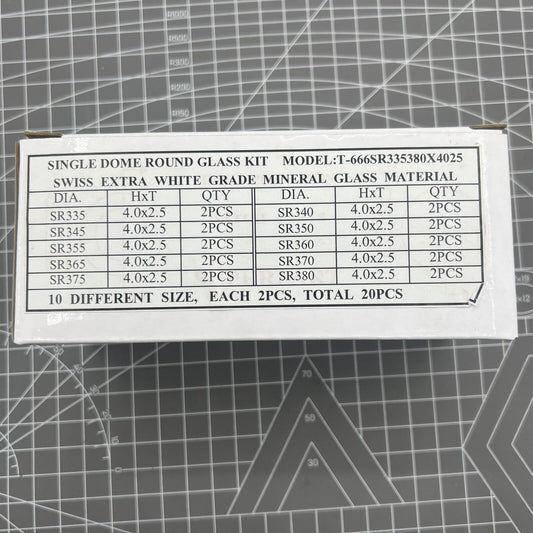 SINGLE DOME ROUND GLASS KIT MODEL:T-666SR335380X4025
SWISS EXTRA WHITE GRADE MINERAL GLASS MATERIAL
DIA. HxT QTY DIA. HxT QTY
SR335 4.0x2.5 2PCS SR340 4.0x2.5 2PCS
SR345 4.0x2.5 2PCS SR350 4.0x2.5 2PCS
SR355 4.0x2.5 2PCS SR360 4.0x2.5 2PCS
SR365 4.0x2.5 2PCS SR370 4.0x2.5 2PCS
SR375 4.0x2.5 2PCS SR380 4.0x2.5 2PCS
10 DIFFERENT SIZE, EACH 2PCS, TOTAL 20PCS
70
50
30